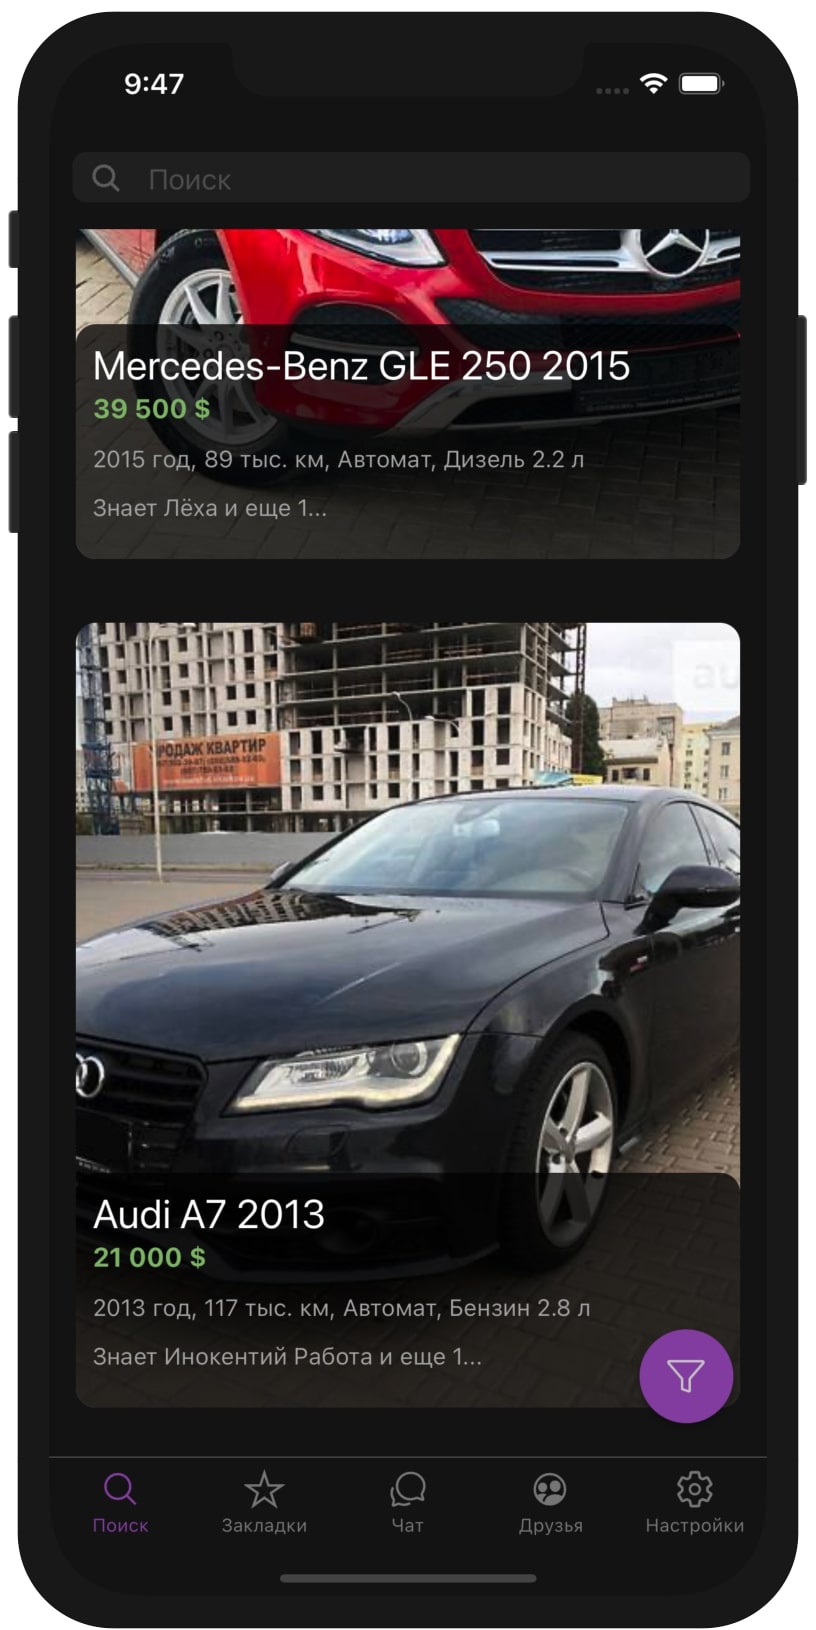 9:47
Поиск
Mercedes-Benz GLE 250 2015
39 500 $
2015 год, 89 тыс. км, Автомат, Дизель 2.2 л
Знает Лёха и еще 1...
au
РОДАЖ КВАРТИР
Audi A7 2013
21 000 $
2013 год, 117 тыс. км, Автомат, Бензин 2.8 л
Знает Инокентий Работа и еще 1...
Поиск
Закладки
Чат
Друзья
Настройки